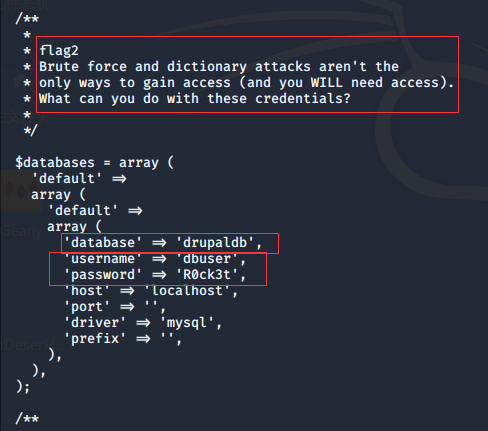 /**
*
* flag2
* Brute force and dictionary attacks aren't the
* only ways to gain access (and you WILL need access).
* What can you do with these credentials?
*
*/
$databases = array (
'default' ⇒
array (
'default' ⇒
array (
'database' ⇒ 'drupaldb',
'username' ⇒ 'dbuser',
'password' ⇒ 'R0ck3t',
'host' ⇒ 'localhost',
'port' ⇒ '',
'driver' ⇒ 'mysql',
'prefix' ⇒ '',
),
),
);
/**